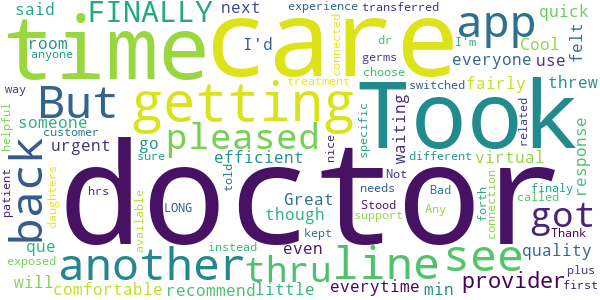 said
FINALLY
next
experience
transferred
time
care
app
quick
room
anyone
I'd
connected
dr
germs
I'm
everyone
Cool
use
felt
But
getting
Took
choose
treatment
switched
fairly
threw
way
helpful
back
someone
customer
urgent
pleased
go
sure
efficient
told
waiting
specific
nice
different
related
virtual
response
doctor
patient
hrs
daughters
LONG
available
Great
though
even
kept
needs
Not
Stood
support
Bad
Any
forth
connection
got
finaly
called
Thank
que
exposed
will
another
comfortable
thru
recommend
instead
line
little
everytime
see
min
provider
quality
plus
first